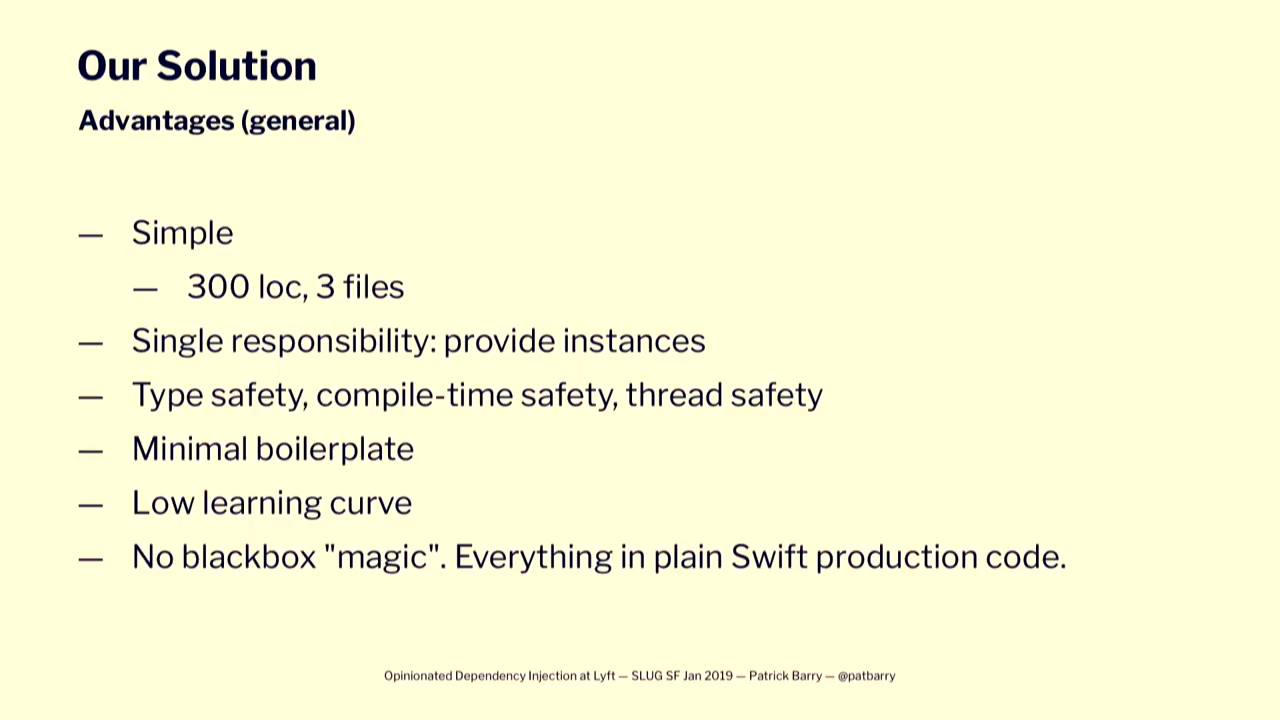 Our Solution
Advantages (general)
— Simple
— 300 loc, 3 files
— Single responsibility: provide instances
— Type safety, compile-time safety, thread safety
— Minimal boilerplate
— Low learning curve
— No blackbox "magic". Everything in plain Swift production code.
Opinionated Dependency Injection at Lyft — SLUG SF Jan 2019 — Patrick Barry — @patbarry